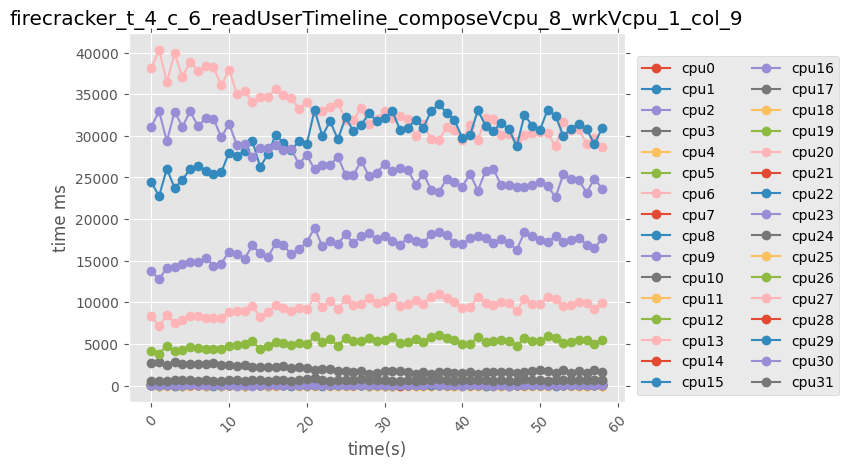 firecracker_t_4_c_6_readUserTimeline_composeVcpu_8_wrkVcpu_1_col_9
40000
35000
30000
25000
20000
15000
10000
5000
0
time ms
0
10
20
30
40
50
60
time(s)
cpu0
cpu1
cpu2
cpu3
cpu4
cpu5
cpu6
cpu7
cpu8
cpu9
cpu10
cpu11
cpu12
cpu13
cpu14
cpu15
cpu16
cpu17
cpu18
cpu19
cpu20
cpu21
cpu22
cpu23
cpu24
cpu25
cpu26
cpu27
cpu28
cpu29
cpu30
cpu31